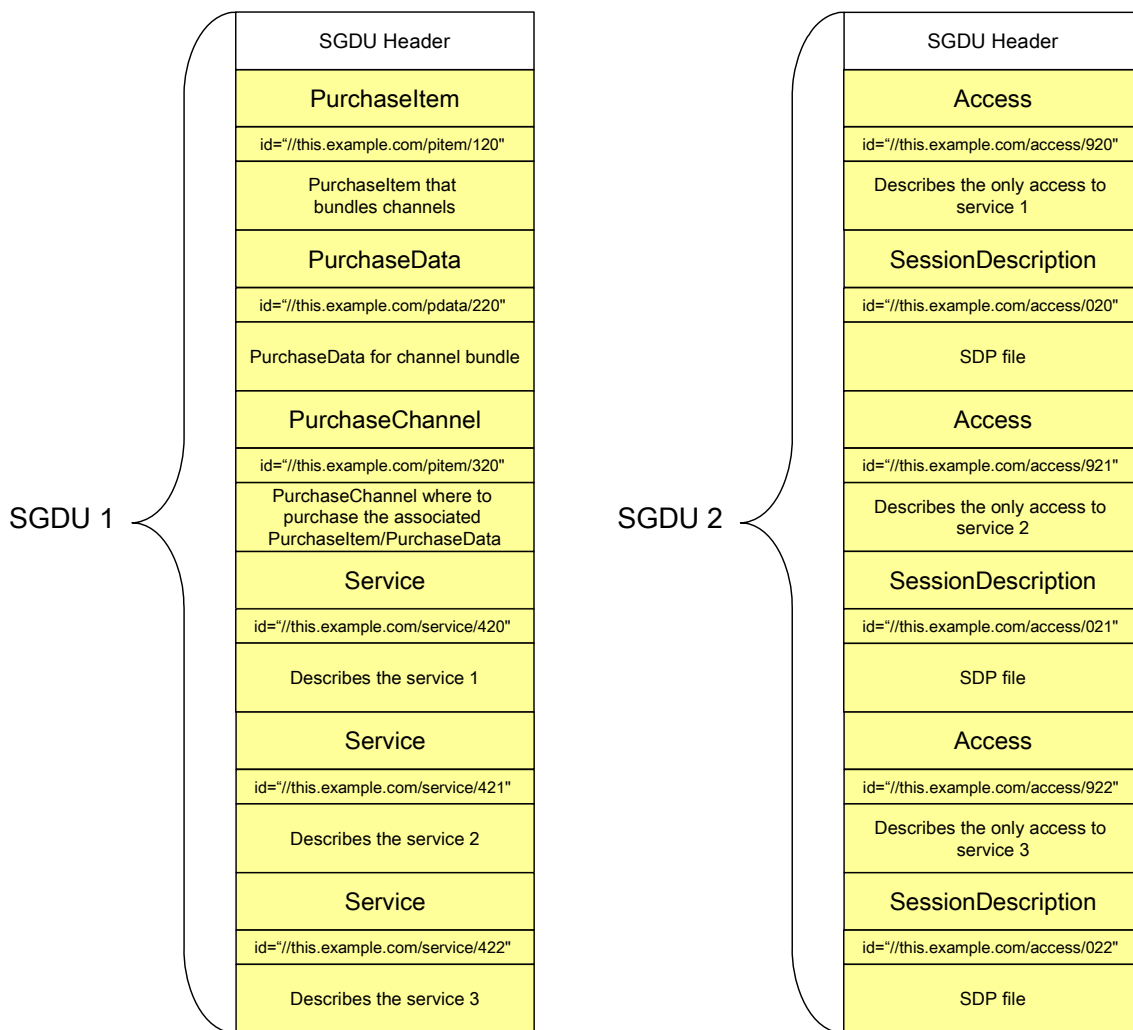 SGDU 1
SGDU Header
PurchaseItem
id=“//this.example.com/pitem/120"
PurchaseItem that
bundles channels
PurchaseData
id=“//this.example.com/pdata/220"
PurchaseData for channel bundle
PurchaseChannel
id=“//this.example.com/pitem/320"
PurchaseChannel where to
purchase the associated
PurchaseItem/PurchaseData
Service
id=“//this.example.com/service/420"
Describes the service 1
Service
id=“//this.example.com/service/421"
Describes the service 2
Service
id=“//this.example.com/service/422"
Describes the service 3
SGDU 2
SGDU Header
Access
id=“//this.example.com/access/920"
Describes the only access to
service 1
SessionDescription
id=“//this.example.com/access/020"
SDP file
Access
id=“//this.example.com/access/921"
Describes the only access to
service 2
SessionDescription
id=“//this.example.com/access/021"
SDP file
Access
id=“//this.example.com/access/922"
Describes the only access to
service 3
SessionDescription
id=“//this.example.com/access/022"
SDP file